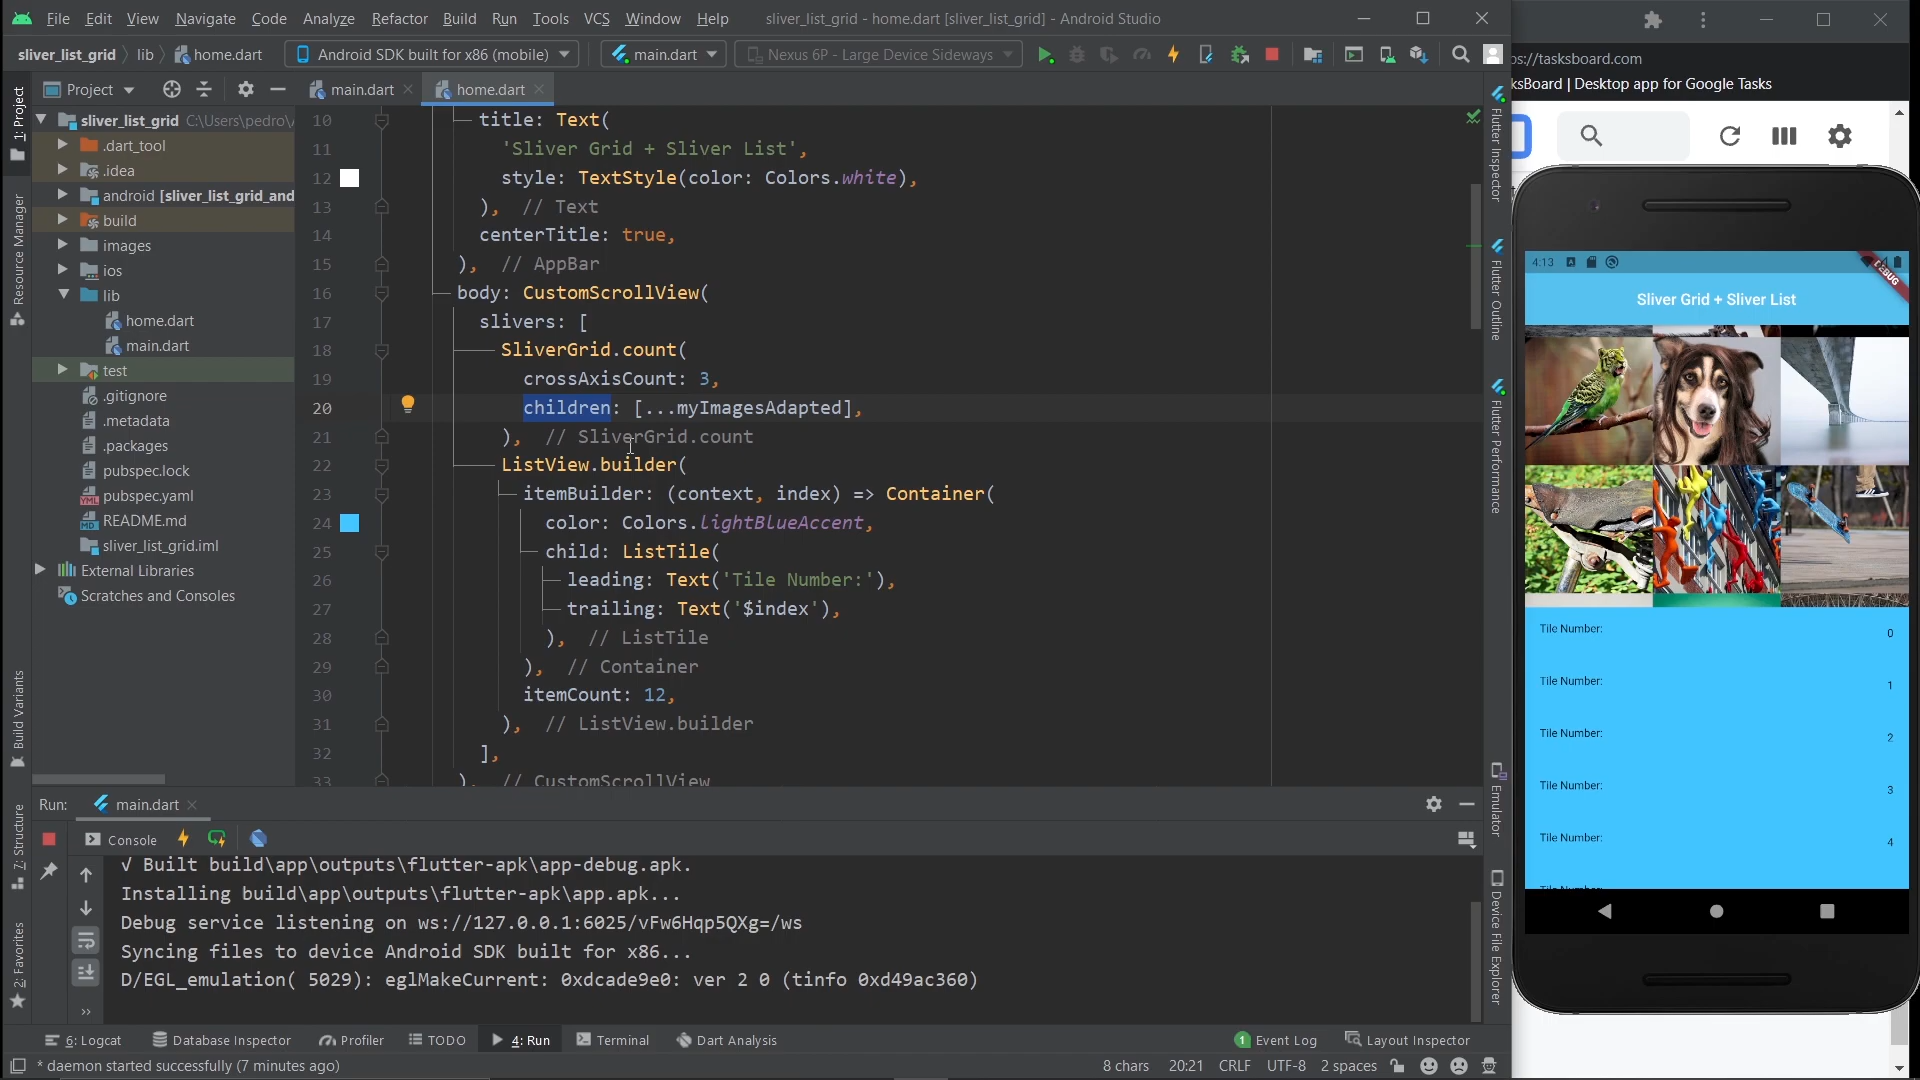 File Edit View Navigate Code Analyze Refactor Build Run Tools VCS Window Help sliver_list_grid - home.dart [sliver_list_grid] - Android Studio
sliver_list_grid lib home.dart Android SDK built for x86 (mobile) main.dart Nexus 6P - Large Device Sideways
Project main.dart home.dart
1: Project
Resource Manager
Build Variants
7: Structure
2: Favorites
sliver_list_grid C:\Users\pedro\
.dart_tool
.idea
android [sliver_list_grid_and
build
images
ios
lib
home.dart
main.dart
test
.gitignore
.metadata
.packages
pubspec.lock
pubspec.yaml
README.md
sliver_list_grid.iml
External Libraries
Scratches and Consoles
10 title: Text(
11 'Sliver Grid + Sliver List',
12 style: TextStyle(color: Colors.white),
13 ), // Text
14 centerTitle: true,
15 ), // AppBar
16 body: CustomScrollView(
17 slivers: [
18 SliverGrid.count(
19 crossAxisCount: 3,
20 children: [...myImagesAdapted],
21 ), // SliverGrid.count
22 ListView.builder(
23 itemBuilder: (context, index) => Container(
24 color: Colors.lightBlueAccent,
25 child: ListTile(
26 leading: Text('Tile Number:'),
27 trailing: Text('$index'),
28 ), // ListTile
29 ), // Container
30 itemCount: 12,
31 ), // ListView.builder
32 ],
33 ), // CustomScrollView
Flutter Inspector
Flutter Outline
Flutter Performance
Emulator
Device File Explorer
Run: main.dart
Console
√ Built build\app\outputs\flutter-apk\app-debug.apk.
Installing build\app\outputs\flutter-apk\app.apk...
Debug service listening on ws://127.0.0.1:6025/vFw6Hqp5QXg=/ws
Syncing files to device Android SDK built for x86...
D/EGL_emulation( 5029): eglMakeCurrent: 0xdcade9e0: ver 2 0 (tinfo 0xd49ac360)
6: Logcat Database Inspector Profiler TODO 4: Run Terminal Dart Analysis 1 Event Log Layout Inspector
* daemon started successfully (7 minutes ago) 8 chars 20:21 CRLF UTF-8 2 spaces
ps://tasksboard.com
ksBoard | Desktop app for Google Tasks
4:13
DEBUG
Sliver Grid + Sliver List
Tile Number: 0
Tile Number: 1
Tile Number: 2
Tile Number: 3
Tile Number: 4
Tile Number: